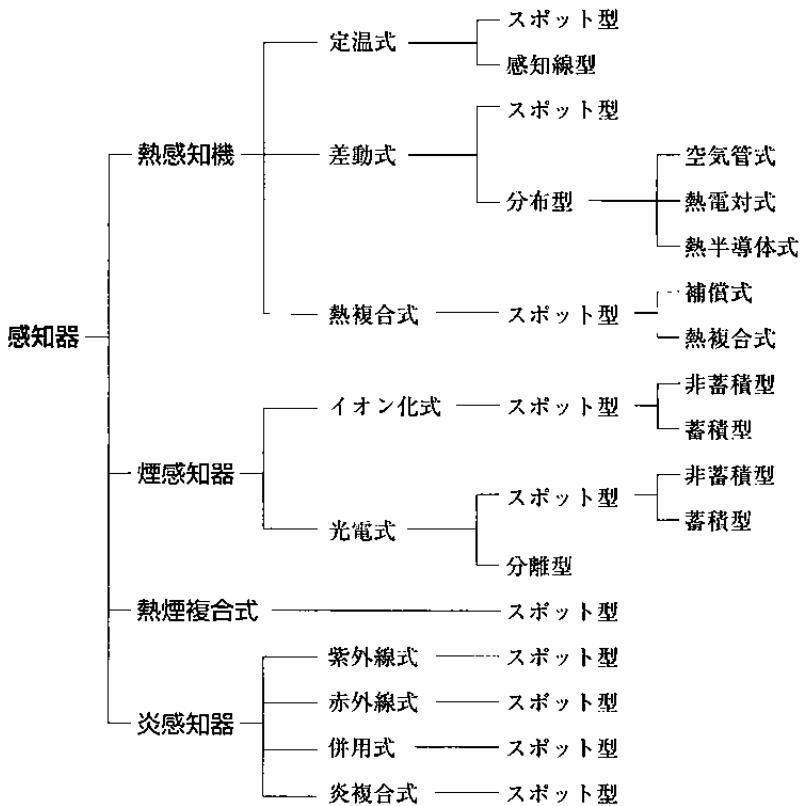 スポット型
定温式
感知線型
スポット型
熱感知機 差動式 空気管式
分布型 熱電対式
熱半導体式
補償式
熱複合式 スポット型
感知器 熱複合式
非蓄積型
イオン化式 スポット型
蓄積型
煙感知器 非蓄積型
スポット型
光電式 蓄積型
分離型
熱煙複合式 スポット型
紫外線式 スポット型
赤外線式 スポット型
炎感知器
併用式 スポット型
炎複合式 スポット型